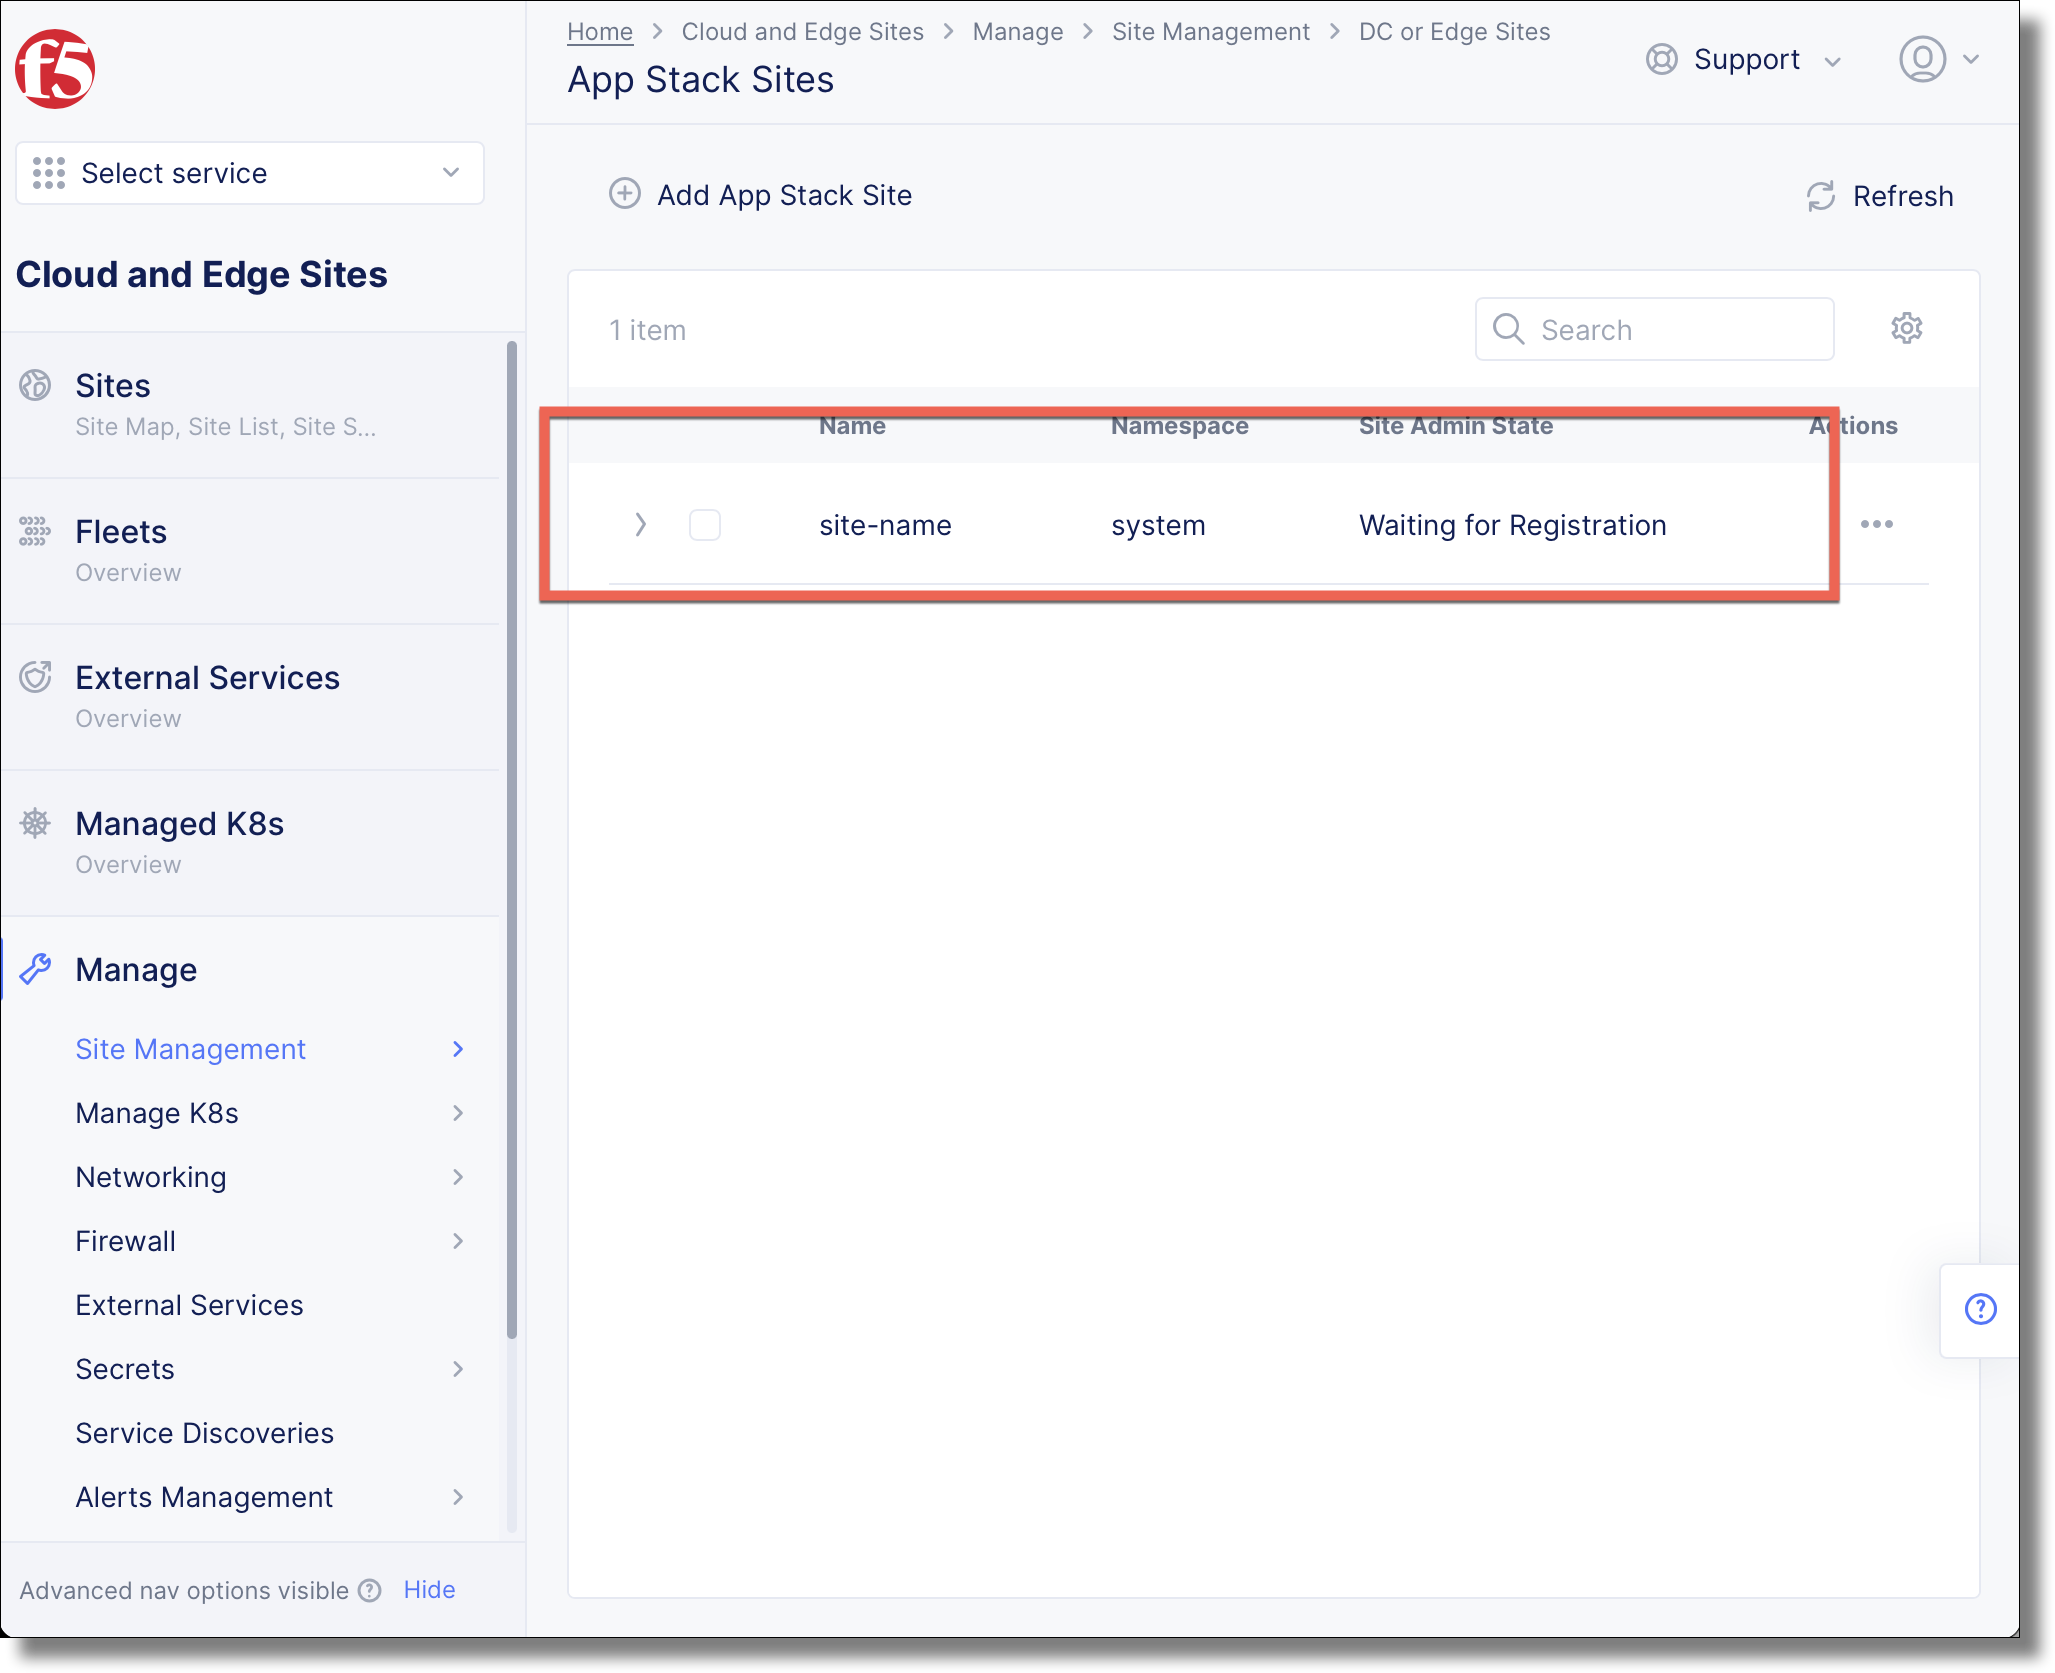 f5
Select service
Cloud and Edge Sites
Sites
Site Map, Site List, Site S...
Fleets
Overview
External Services
Overview
Managed K8s
Overview
Manage
Site Management
Manage K8s
Networking
Firewall
External Services
Secrets
Service Discoveries
Alerts Management
Advanced nav options visible ? Hide
Home > Cloud and Edge Sites > Manage > Site Management > DC or Edge Sites
App Stack Sites
Support
Add App Stack Site
Refresh
1 item
Search
Name Namespace Site Admin State Actions
site-name system Waiting for Registration
?